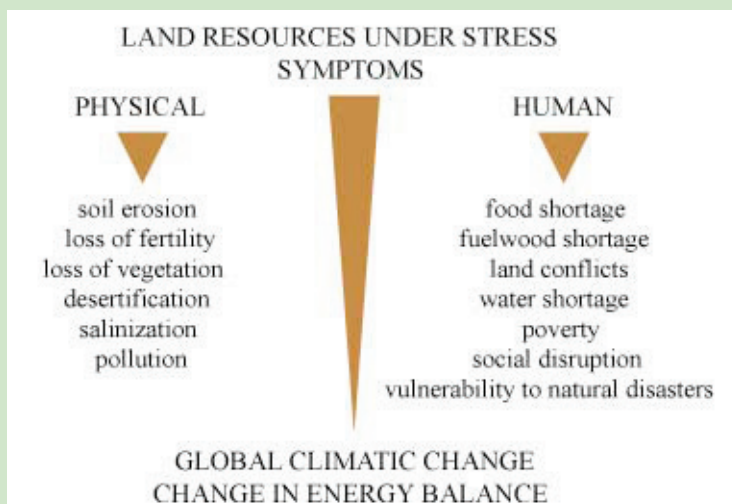 LAND RESOURCES UNDER STRESS
SYMPTOMS
PHYSICAL
soil erosion
loss of fertility
loss of vegetation
desertification
salinization
pollution
HUMAN
food shortage
fuelwood shortage
land conflicts
water shortage
poverty
social disruption
vulnerability to natural disasters
GLOBAL CLIMATIC CHANGE
CHANGE IN ENERGY BALANCE